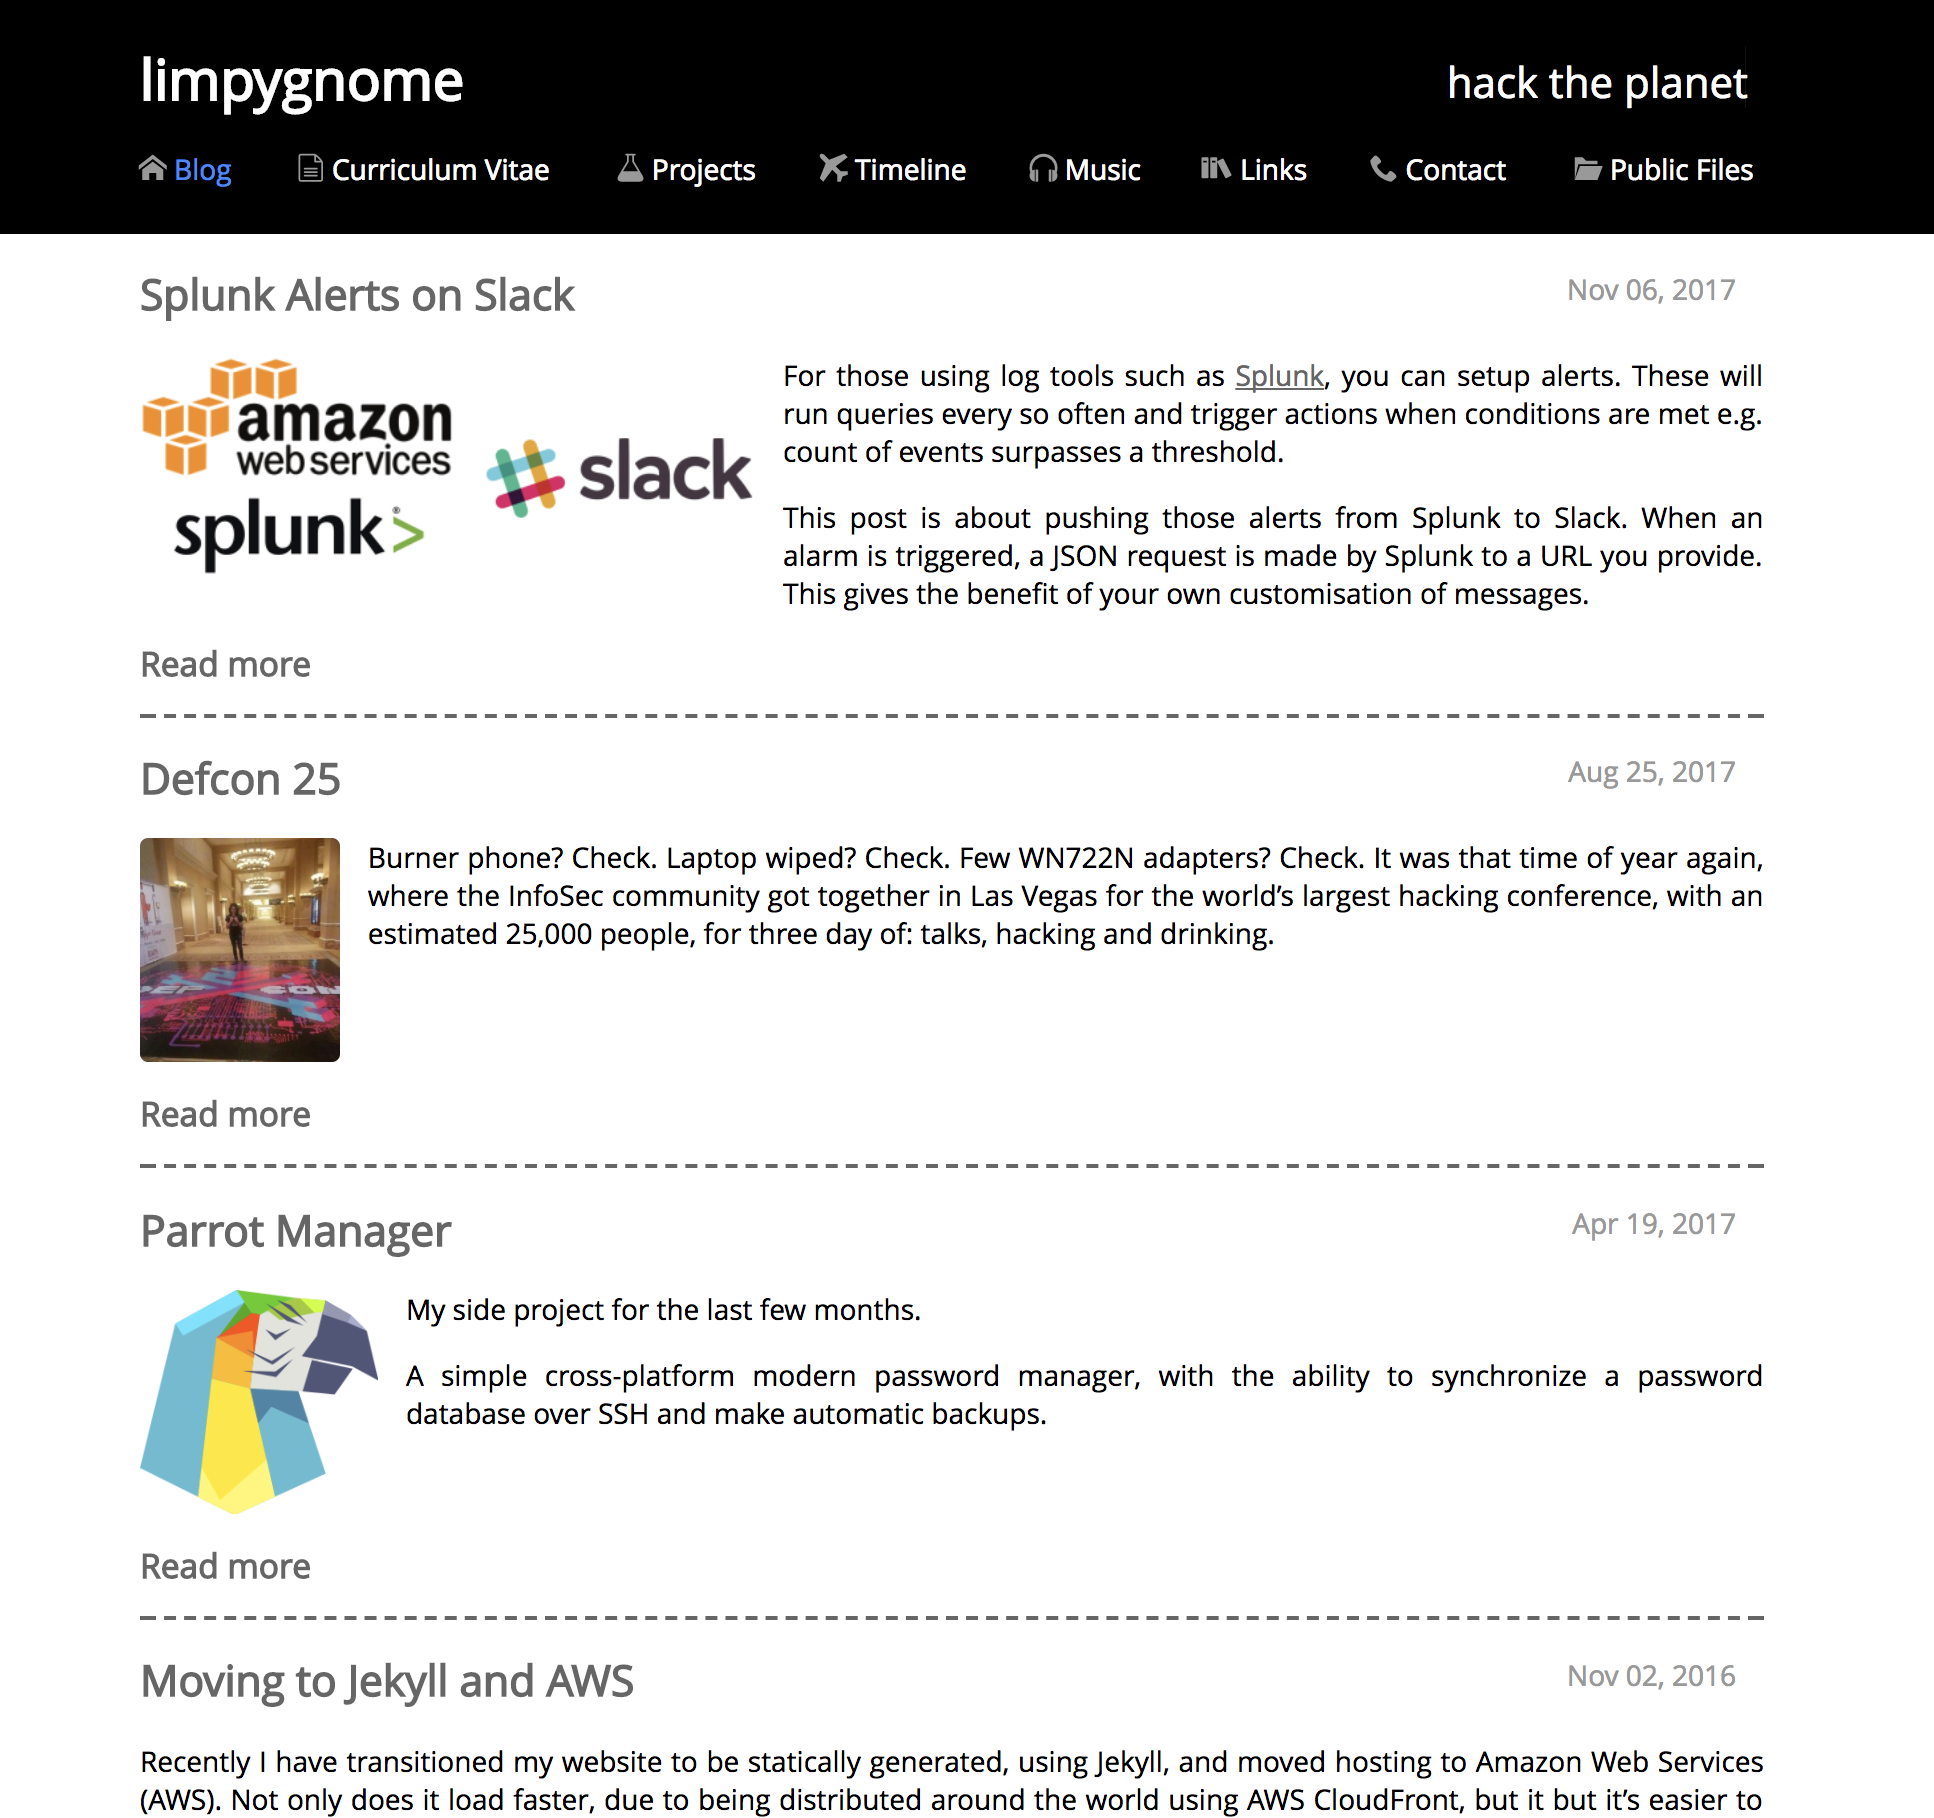 limpygnome
hack the planet
Blog Curriculum Vitae Projects Timeline Music Links Contact Public Files
Splunk Alerts on Slack
Nov 06, 2017
amazon
web services
splunk>®
slack
For those using log tools such as Splunk, you can setup alerts. These will
run queries every so often and trigger actions when conditions are met e.g.
count of events surpasses a threshold.
This post is about pushing those alerts from Splunk to Slack. When an
alarm is triggered, a JSON request is made by Splunk to a URL you provide.
This gives the benefit of your own customisation of messages.
Read more
Defcon 25
Aug 25, 2017
DEF CON
Burner phone? Check. Laptop wiped? Check. Few WN722N adapters? Check. It was that time of year again,
where the InfoSec community got together in Las Vegas for the world’s largest hacking conference, with an
estimated 25,000 people, for three day of: talks, hacking and drinking.
Read more
Parrot Manager
Apr 19, 2017
My side project for the last few months.
A simple cross-platform modern password manager, with the ability to synchronize a password
database over SSH and make automatic backups.
Read more
Moving to Jekyll and AWS
Nov 02, 2016
Recently I have transitioned my website to be statically generated, using Jekyll, and moved hosting to Amazon Web Services
(AWS). Not only does it load faster, due to being distributed around the world using AWS CloudFront, but it but it’s easier to